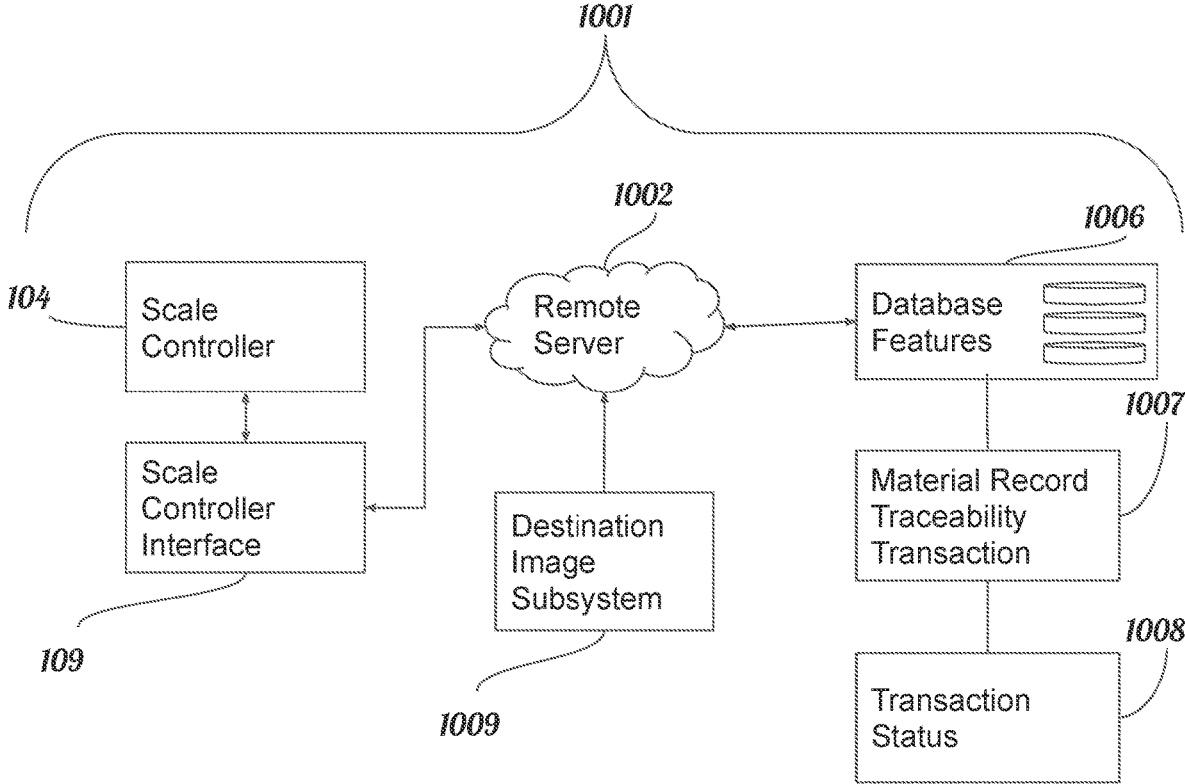 1001
1002
1006
104
Scale
Controller
Remote
Server
Database
Features
1007
Scale
Controller
Interface
Destination
Image
Subsystem
Material Record
Traceability
Transaction
109
1009
1008
Transaction
Status